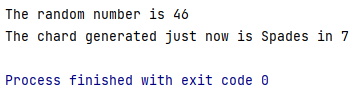 The random number is 46
The chard generated just now is Spades in 7
Process finished with exit code 0